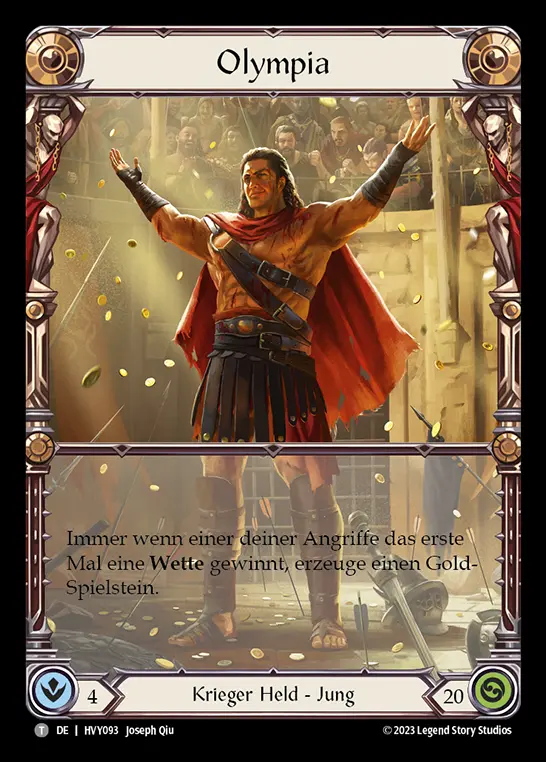 Olympia
Immer wenn einer deiner Angriffe das erste
Mal eine Wette gewinnt, erzeuge einen Gold-
Spielstein.
4
Krieger Held - Jung
20
T DE | HVY093 Joseph Qiu
© 2023 Legend Story Studios